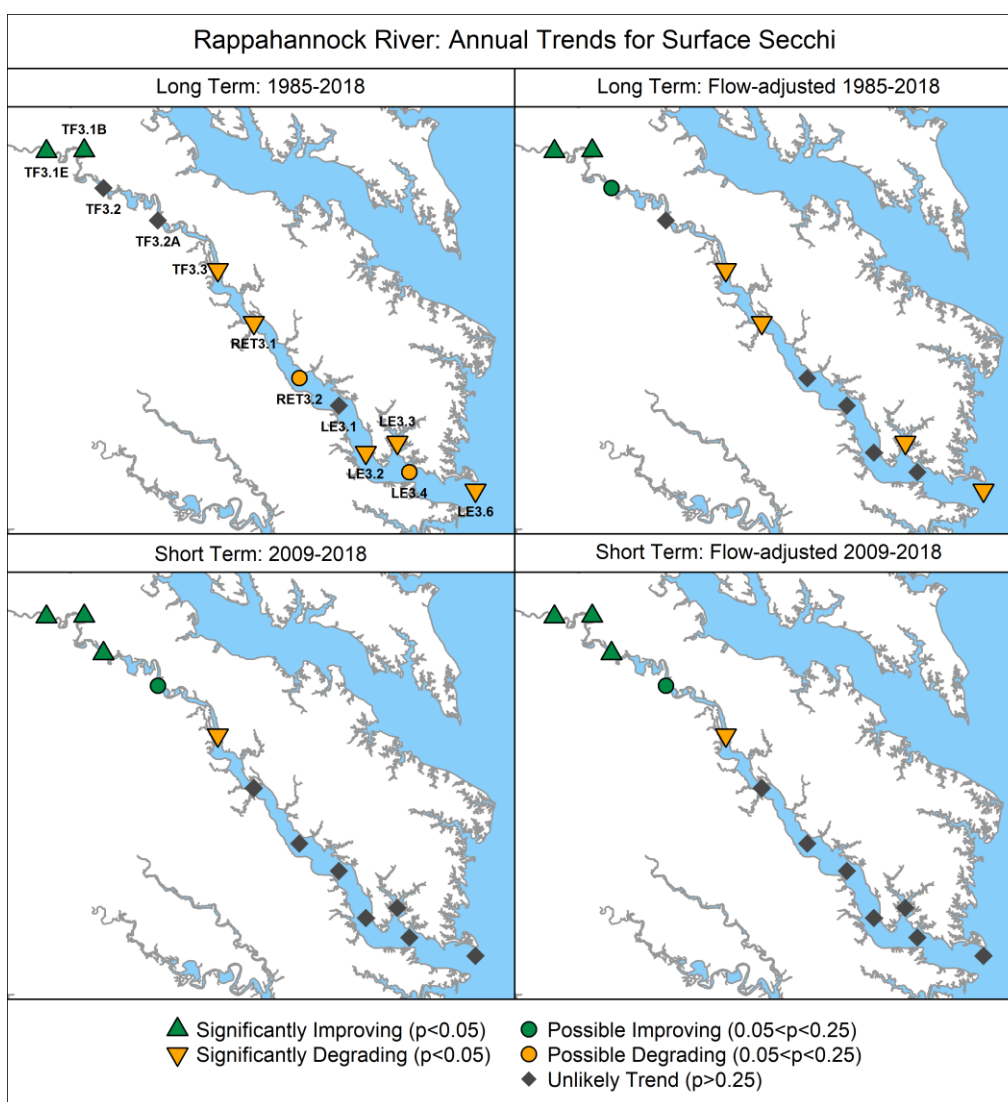 Rappahannock River: Annual Trends for Surface Secchi
Long Term: 1985-2018
Long Term: Flow-adjusted 1985-2018
TF3.1B
TF3.1E
TF3.2
TF3.2A
TF3.3
RET3.1
RET3.2
LE3.1
LE3.3
LE3.2
LE3.4
LE3.6
Short Term: 2009-2018
Short Term: Flow-adjusted 2009-2018
Significantly Improving (p<0.05)
Possible Improving (0.05<p<0.25)
Significantly Degrading (p<0.05)
Possible Degrading (0.05<p<0.25)
Unlikely Trend (p>0.25)